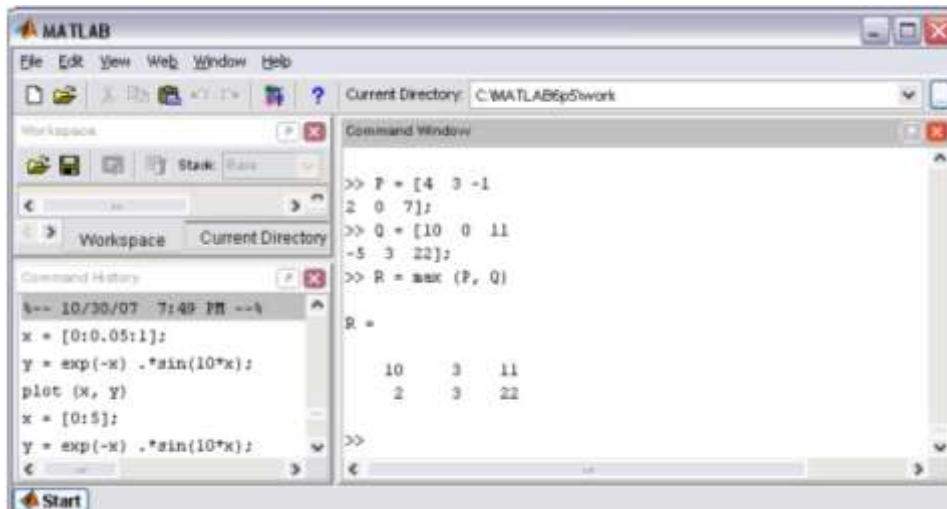 MATLAB
File Edit View Web Window Help
? Current Directory: C:\MATLAB6p5\work
Workspace
Stack: Base
Workspace Current Directory
Command History
%-- 10/30/07 7:49 PM --%
x = [0:0.05:1];
y = exp(-x) .*sin(10*x);
plot (x, y)
x = [0:5];
y = exp(-x) .*sin(10*x);
Command Window
>> P = [4 3 -1
2 0 7];
>> Q = [10 0 11
-5 3 22];
>> R = max (P, Q)
R =
10 3 11
2 3 22
>>
Start